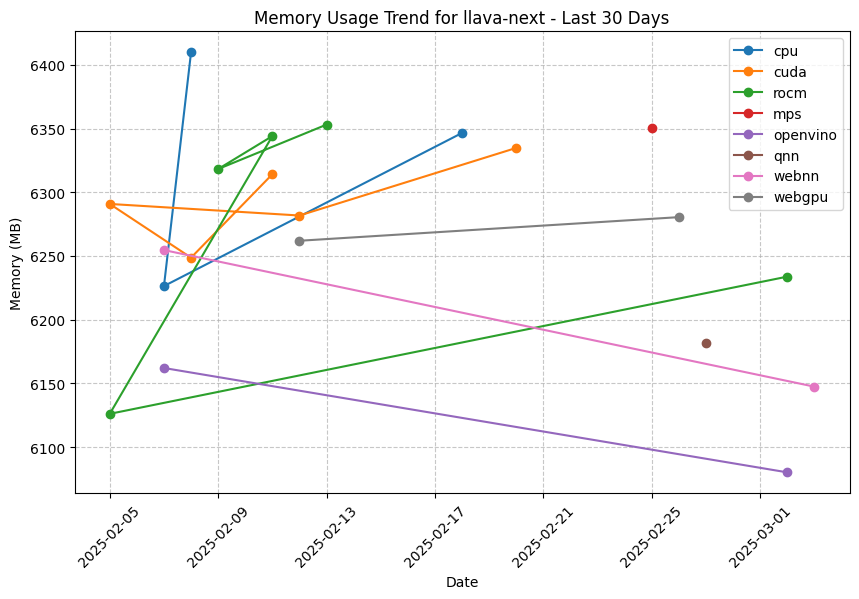 Memory Usage Trend for llava-next - Last 30 Days
Memory (MB)
6400
6350
6300
6250
6200
6150
6100
cpu
cuda
rocm
mps
openvino
qnn
webnn
webgpu
2025-02-05
2025-02-09
2025-02-13
2025-02-17
2025-02-21
2025-02-25
2025-03-01
Date